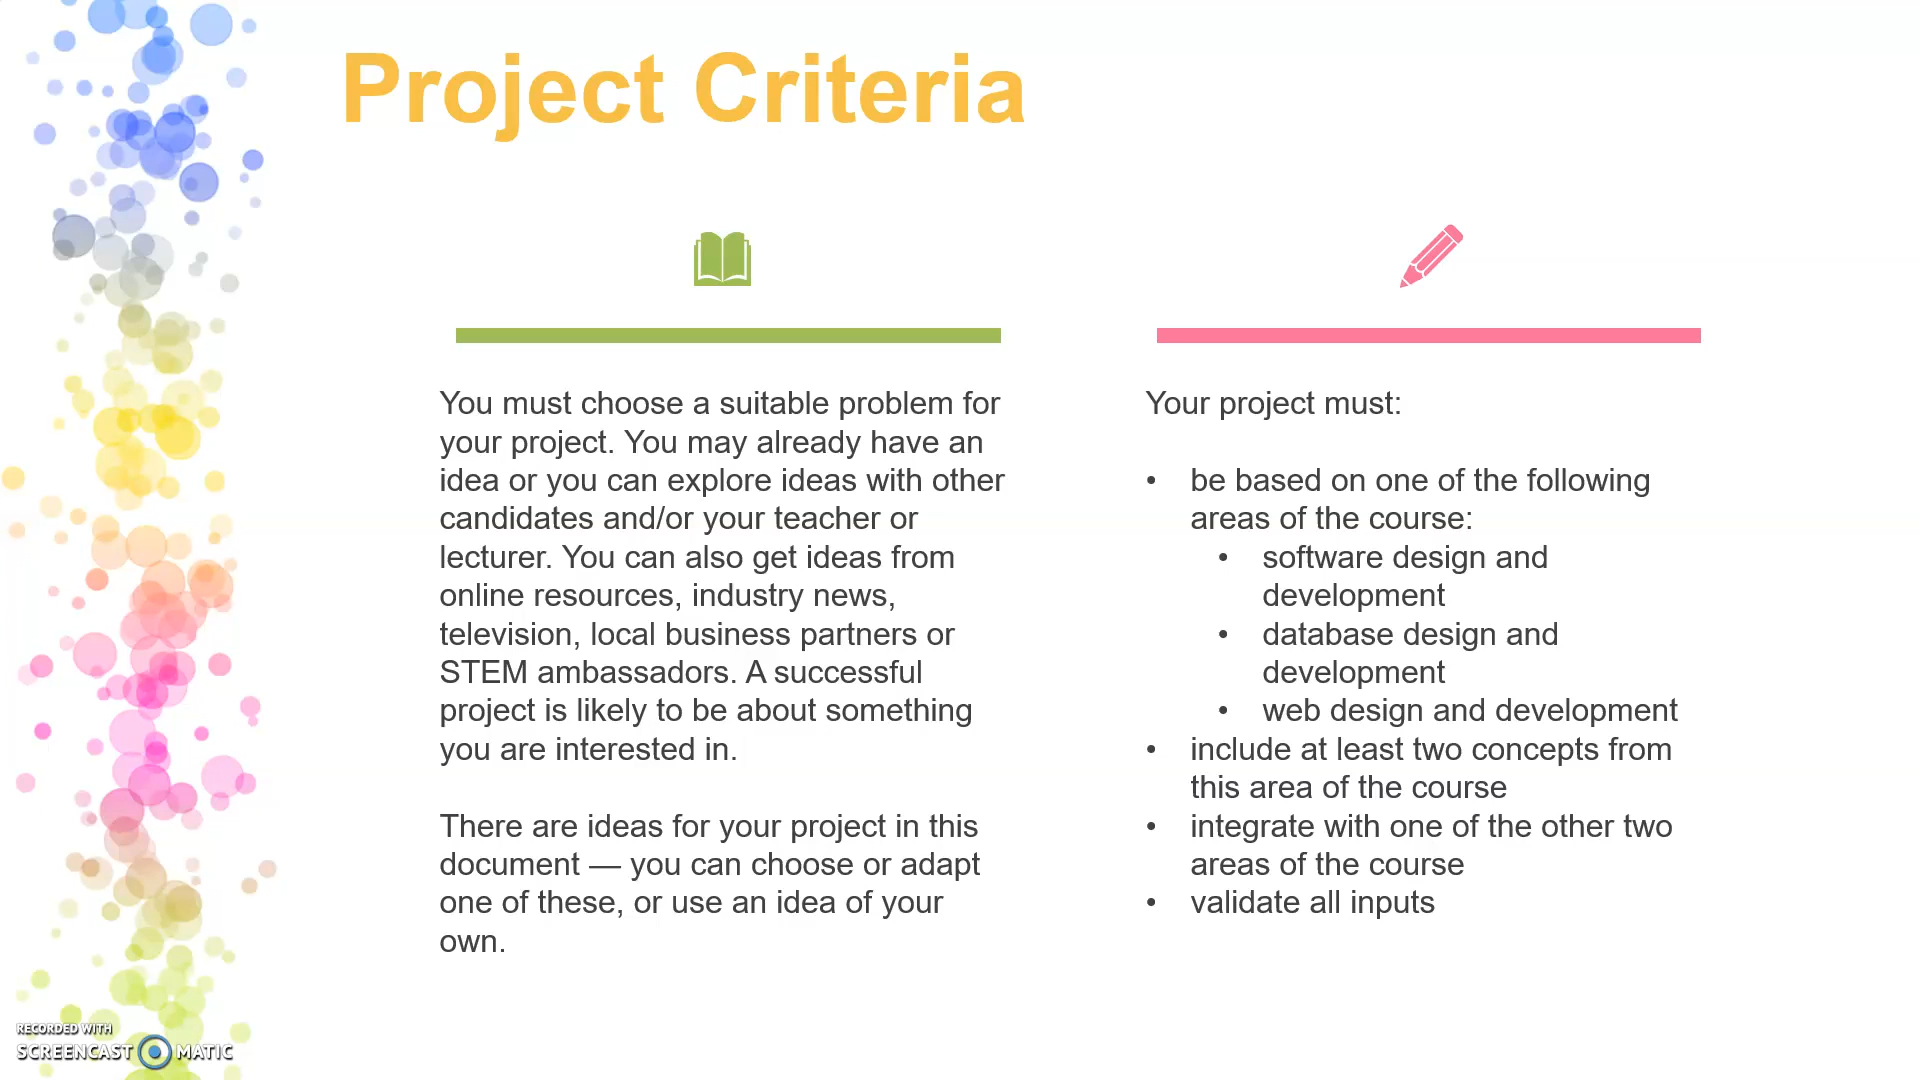 Project Criteria
You must choose a suitable problem for
your project. You may already have an
idea or you can explore ideas with other
candidates and/or your teacher or
lecturer. You can also get ideas from
online resources, industry news,
television, local business partners or
STEM ambassadors. A successful
project is likely to be about something
you are interested in.
There are ideas for your project in this
document — you can choose or adapt
one of these, or use an idea of your
own.
Your project must:
• be based on one of the following
areas of the course:
• software design and
development
• database design and
development
• web design and development
• include at least two concepts from
this area of the course
• integrate with one of the other two
areas of the course
• validate all inputs
RECORDED WITH
SCREENCAST MATIC